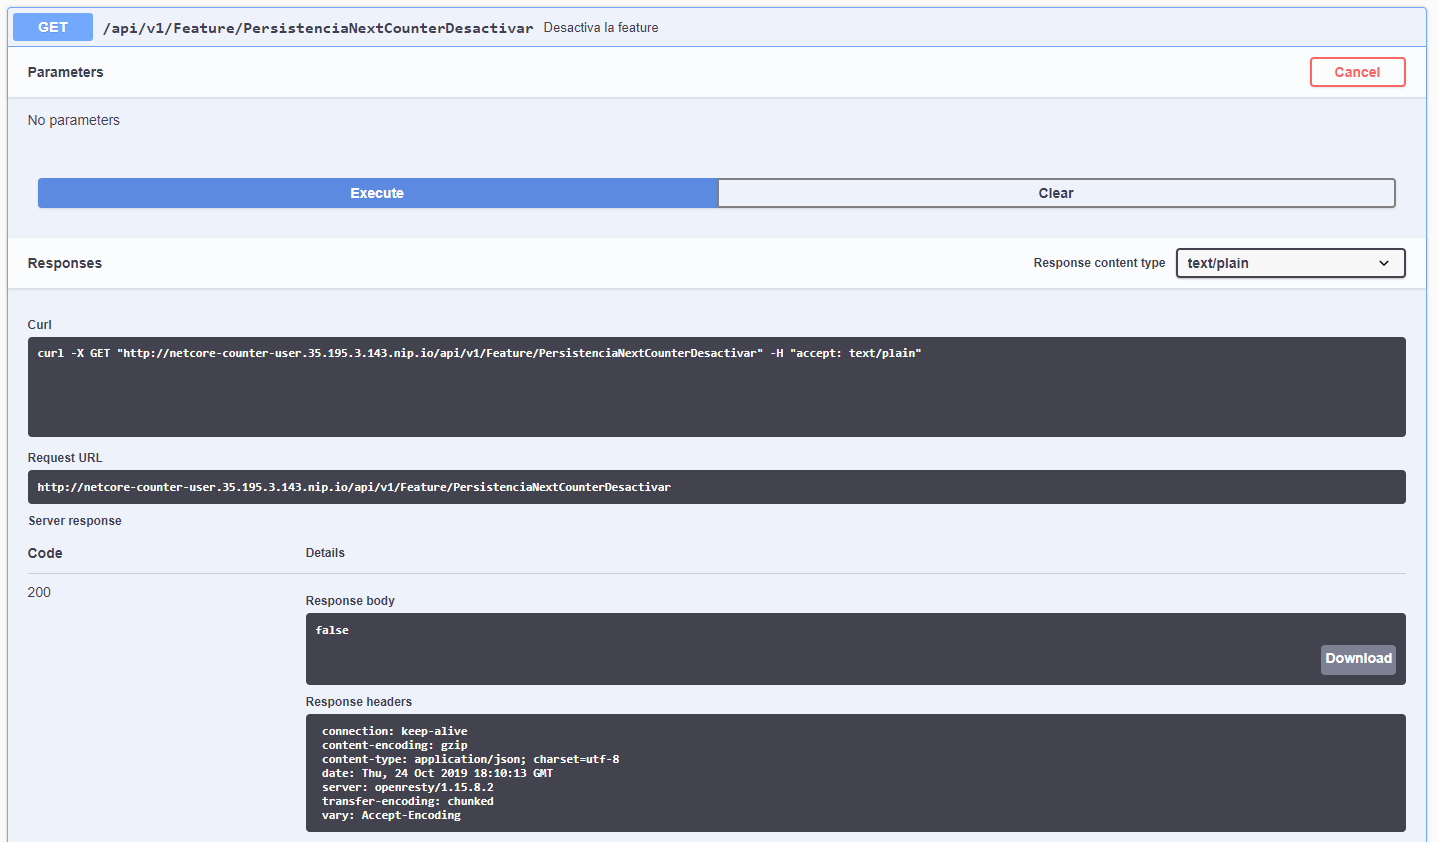 GET /api/v1/Feature/PersistenciaNextCounterDesactivar Desactiva la feature
Parameters Cancel
No parameters
Execute Clear
Responses Response content type text/plain
Curl
curl -X GET "http://netcore-counter-user.35.195.3.143.nip.io/api/v1/Feature/PersistenciaNextCounterDesactivar" -H "accept: text/plain"
Request URL
http://netcore-counter-user.35.195.3.143.nip.io/api/v1/Feature/PersistenciaNextCounterDesactivar
Server response
Code Details
200
Response body
false
Download
Response headers
connection: keep-alive
content-encoding: gzip
content-type: application/json; charset=utf-8
date: Thu, 24 Oct 2019 18:10:13 GMT
server: openresty/1.15.8.2
transfer-encoding: chunked
vary: Accept-Encoding